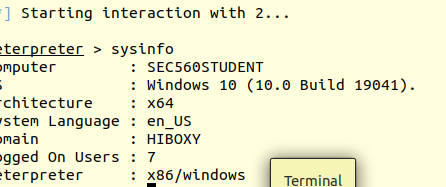 *] Starting interaction with 2...
eterpreter > sysinfo
omputer : SEC560STUDENT
S : Windows 10 (10.0 Build 19041).
rchitecture : x64
ystem Language : en_US
omain : HIBOXY
ogged On Users : 7
eterpreter : x86/windows
Terminal